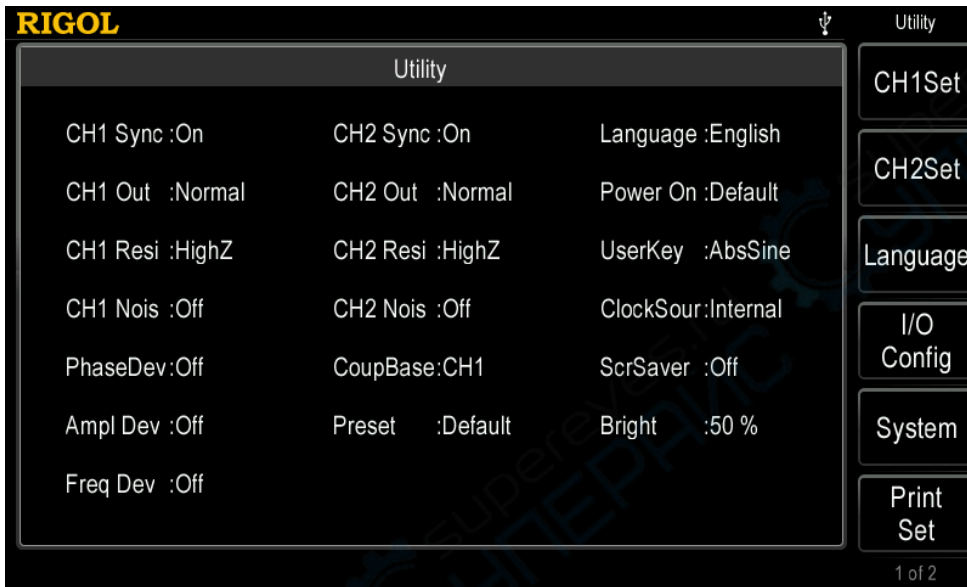 RIGOL
Utility
Utility
CH1 Sync :On CH2 Sync :On Language :English
CH1 Out :Normal CH2 Out :Normal Power On :Default
CH1 Resi :HighZ CH2 Resi :HighZ UserKey :AbsSine
CH1 Nois :Off CH2 Nois :Off ClockSour:Internal
PhaseDev:Off CoupBase:CH1 ScrSaver :Off
Ampl Dev :Off Preset :Default Bright :50 %
Freq Dev :Off
CH1Set
CH2Set
Language
I/O
Config
System
Print
Set
1 of 2
supereyes.ru
СУПЕРАЙС